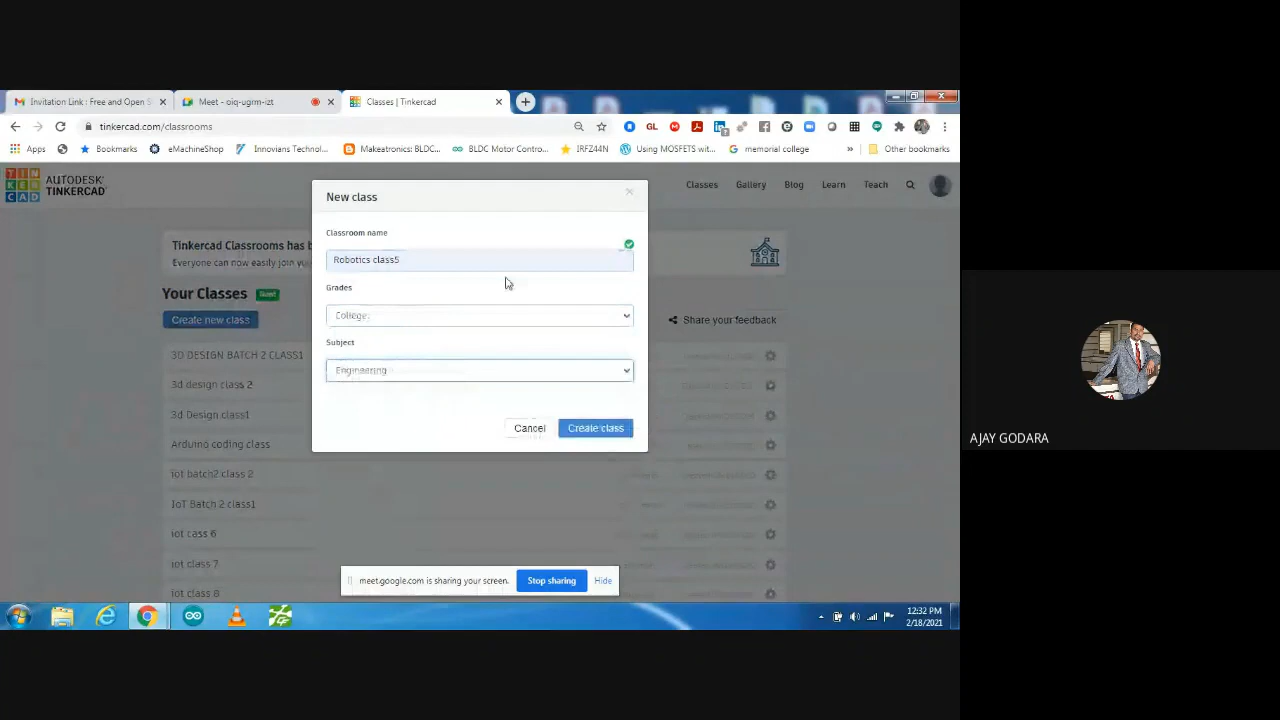 Invitation Link : Free and Open S
Meet - oiq-ugrm-izt
Classes | Tinkercad
tinkercad.com/classrooms
Apps
Bookmarks
eMachineShop
Innovians Technol...
Makeatronics: BLDC...
BLDC Motor Contro...
IRFZ44N
Using MOSFETS wit...
memorial college
»
Other bookmarks
TIN
KER
CAD
AUTODESK
TINKERCAD
Classes
Gallery
Blog
Learn
Teach
New class
Classroom name
Robotics class5
Grades
College
Subject
Engineering
Cancel
Create class
Tinkercad Classrooms has b
Everyone can now easily join
Your Classes
Create new class
Share your feedback
3D DESIGN BATCH 2 CLASS1
3d design class 2
3d Design class1
Arduino coding class
iot batch2 class 2
IoT Batch 2 class1
iot cass 6
iot class 7
iot class 8
meet.google.com is sharing your screen.
Stop sharing
Hide
12:32 PM
2/18/2021
AJAY GODARA